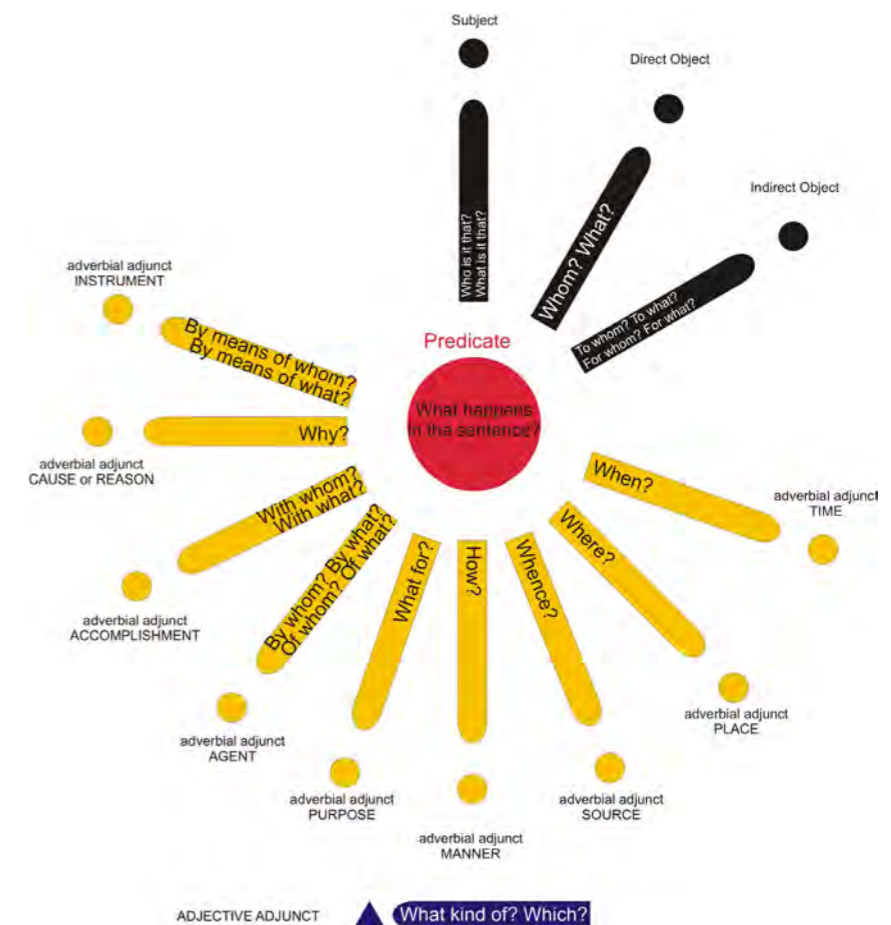 Subject
Direct Object
Indirect Object
Who is it that?
What is it that?
Whom? What?
To whom? To what?
For whom? For what?
adverbial adjunct
INSTRUMENT
By means of whom?
By means of what?
Predicate
What happens
in the sentence?
Why?
adverbial adjunct
CAUSE or REASON
When?
adverbial adjunct
TIME
With whom?
With what?
adverbial adjunct
ACCOMPLISHMENT
Where?
adverbial adjunct
PLACE
By whom? By what?
Of whom? Of what?
adverbial adjunct
AGENT
What for?
adverbial adjunct
PURPOSE
How?
adverbial adjunct
MANNER
Whence?
adverbial adjunct
SOURCE
ADJECTIVE ADJUNCT
What kind of? Which?